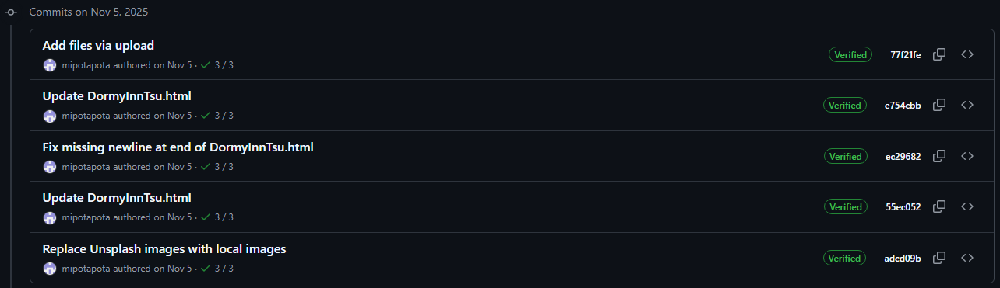 Commits on Nov 5, 2025
Add files via upload
mipotapota authored on Nov 5 · 3 / 3
Verified 77f21fe
Update DormyInnTsu.html
mipotapota authored on Nov 5 · 3 / 3
Verified e754cbb
Fix missing newline at end of DormyInnTsu.html
mipotapota authored on Nov 5 · 3 / 3
Verified ec29682
Update DormyInnTsu.html
mipotapota authored on Nov 5 · 3 / 3
Verified 55ec052
Replace Unsplash images with local images
mipotapota authored on Nov 5 · 3 / 3
Verified adcd09b